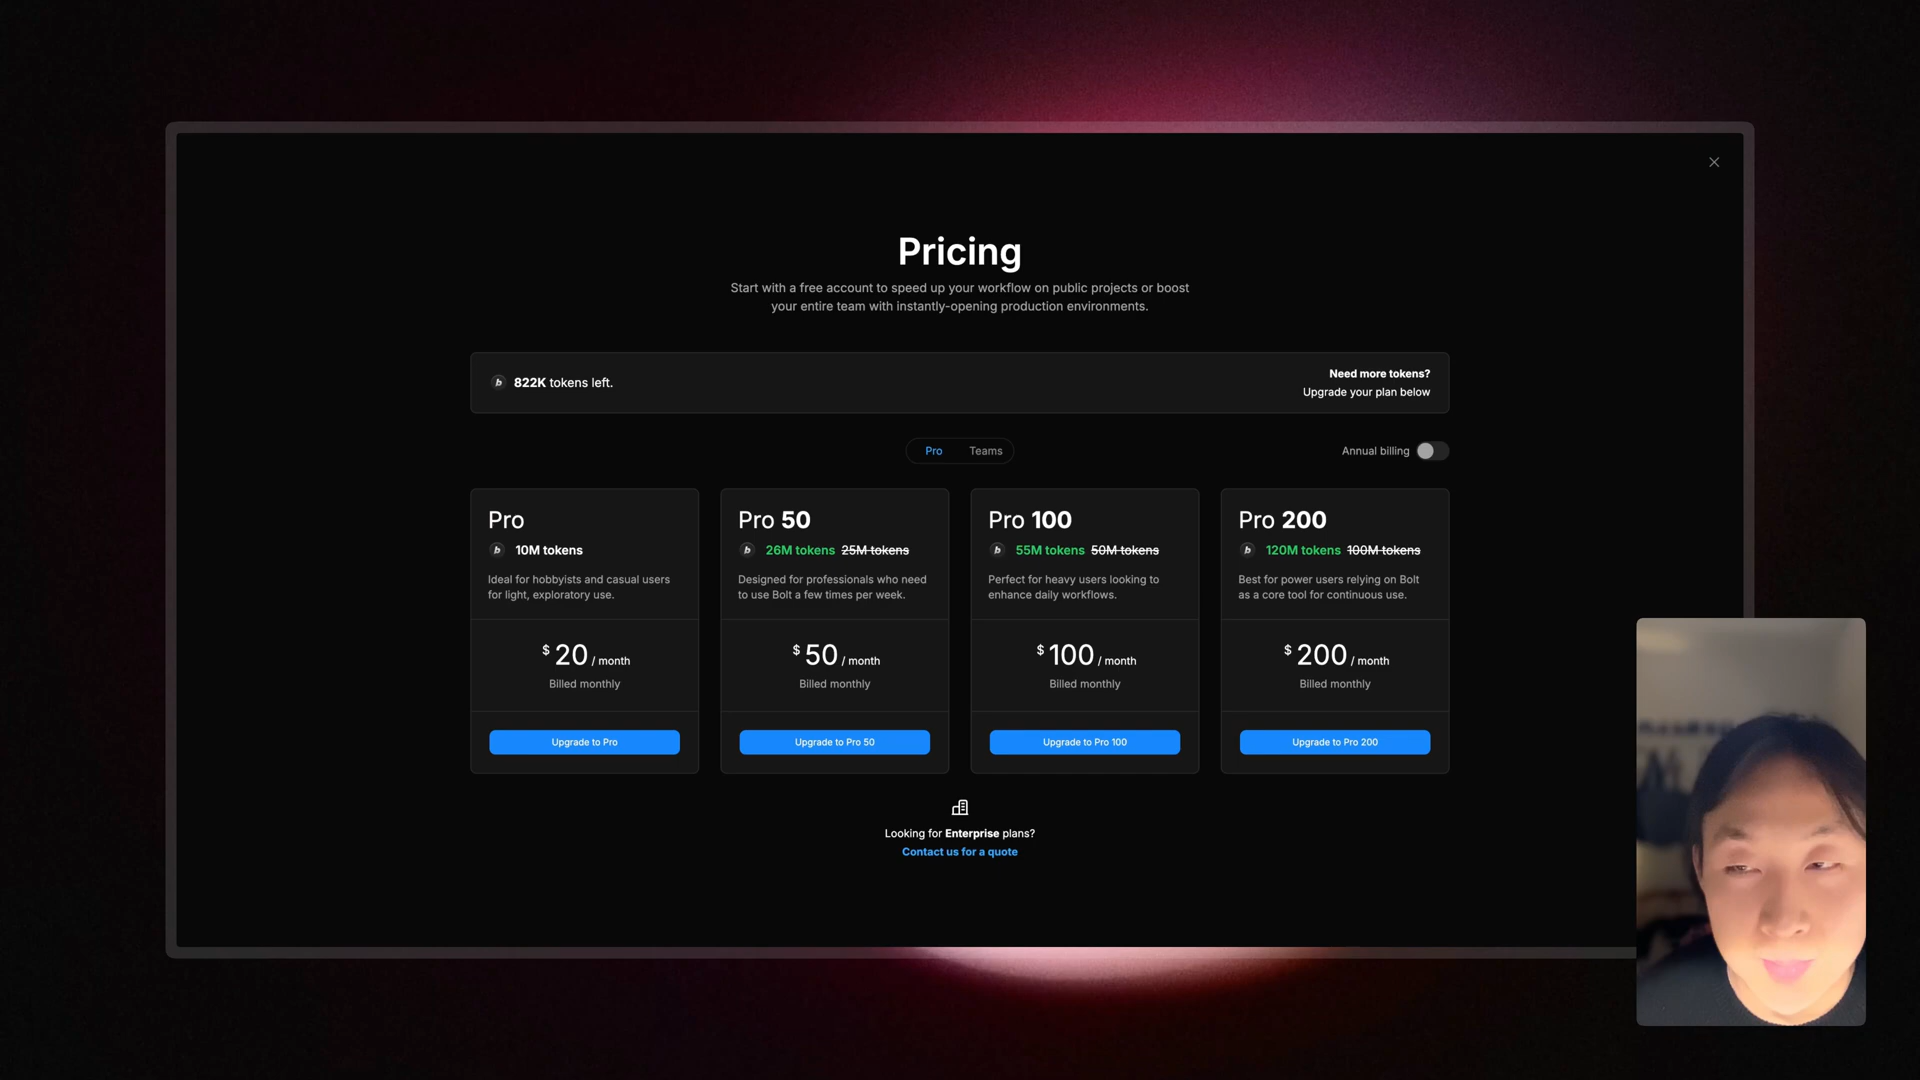 Pricing
Start with a free account to speed up your workflow on public projects or boost
your entire team with instantly-opening production environments.
822K tokens left.
Need more tokens?
Upgrade your plan below
Pro Teams
Annual billing
Pro
b 10M tokens
Ideal for hobbyists and casual users
for light, exploratory use.
$ 20 / month
Billed monthly
Upgrade to Pro
Pro 50
b 26M tokens 25M tokens
Designed for professionals who need
to use Bolt a few times per week.
$ 50 / month
Billed monthly
Upgrade to Pro 50
Pro 100
b 55M tokens 50M tokens
Perfect for heavy users looking to
enhance daily workflows.
$ 100 / month
Billed monthly
Upgrade to Pro 100
Pro 200
b 120M tokens 100M tokens
Best for power users relying on Bolt
as a core tool for continuous use.
$ 200 / month
Billed monthly
Upgrade to Pro 200
Looking for Enterprise plans?
Contact us for a quote